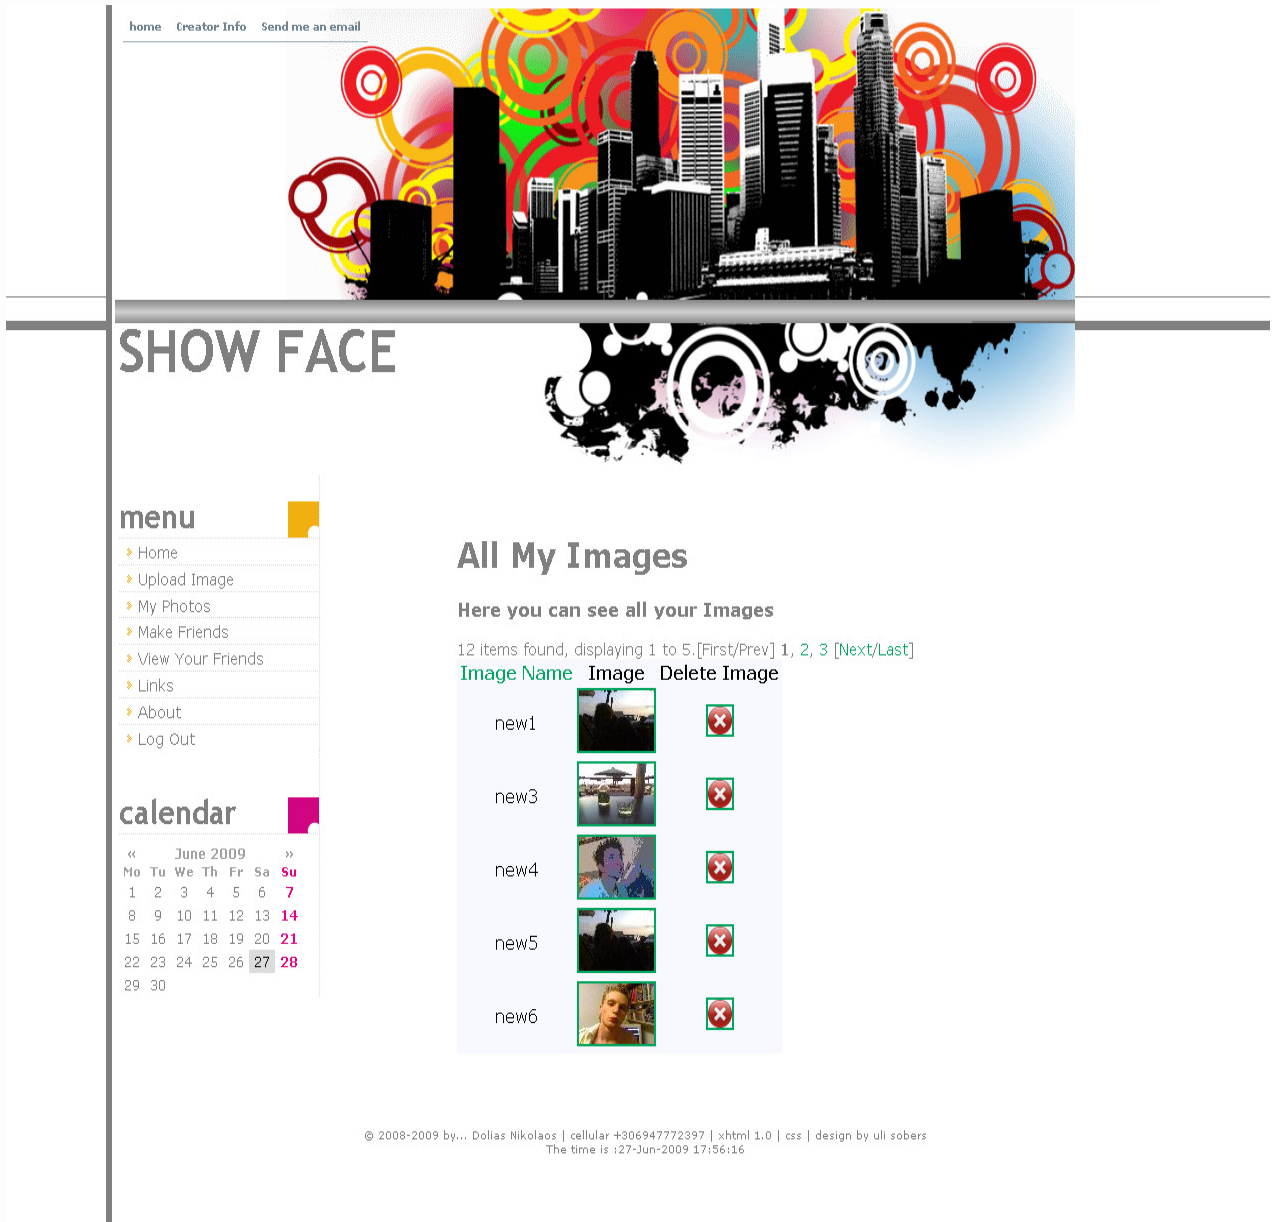 home Creator Info Send me an email
SHOW FACE
menu
Home
Upload Image
My Photos
Make Friends
View Your Friends
Links
About
Log Out
calendar
« June 2009 »
Mo Tu We Th Fr Sa Su
1 2 3 4 5 6 7
8 9 10 11 12 13 14
15 16 17 18 19 20 21
22 23 24 25 26 27 28
29 30
All My Images
Here you can see all your Images
12 items found, displaying 1 to 5.[First/Prev] 1, 2, 3 [Next/Last]
Image Name Image Delete Image
new1
new3
new4
new5
new6
© 2008-2009 by... Dolias Nikolaos | cellular +306947772397 | xhtml 1.0 | css | design by uli sobers
The time is :27-Jun-2009 17:56:16